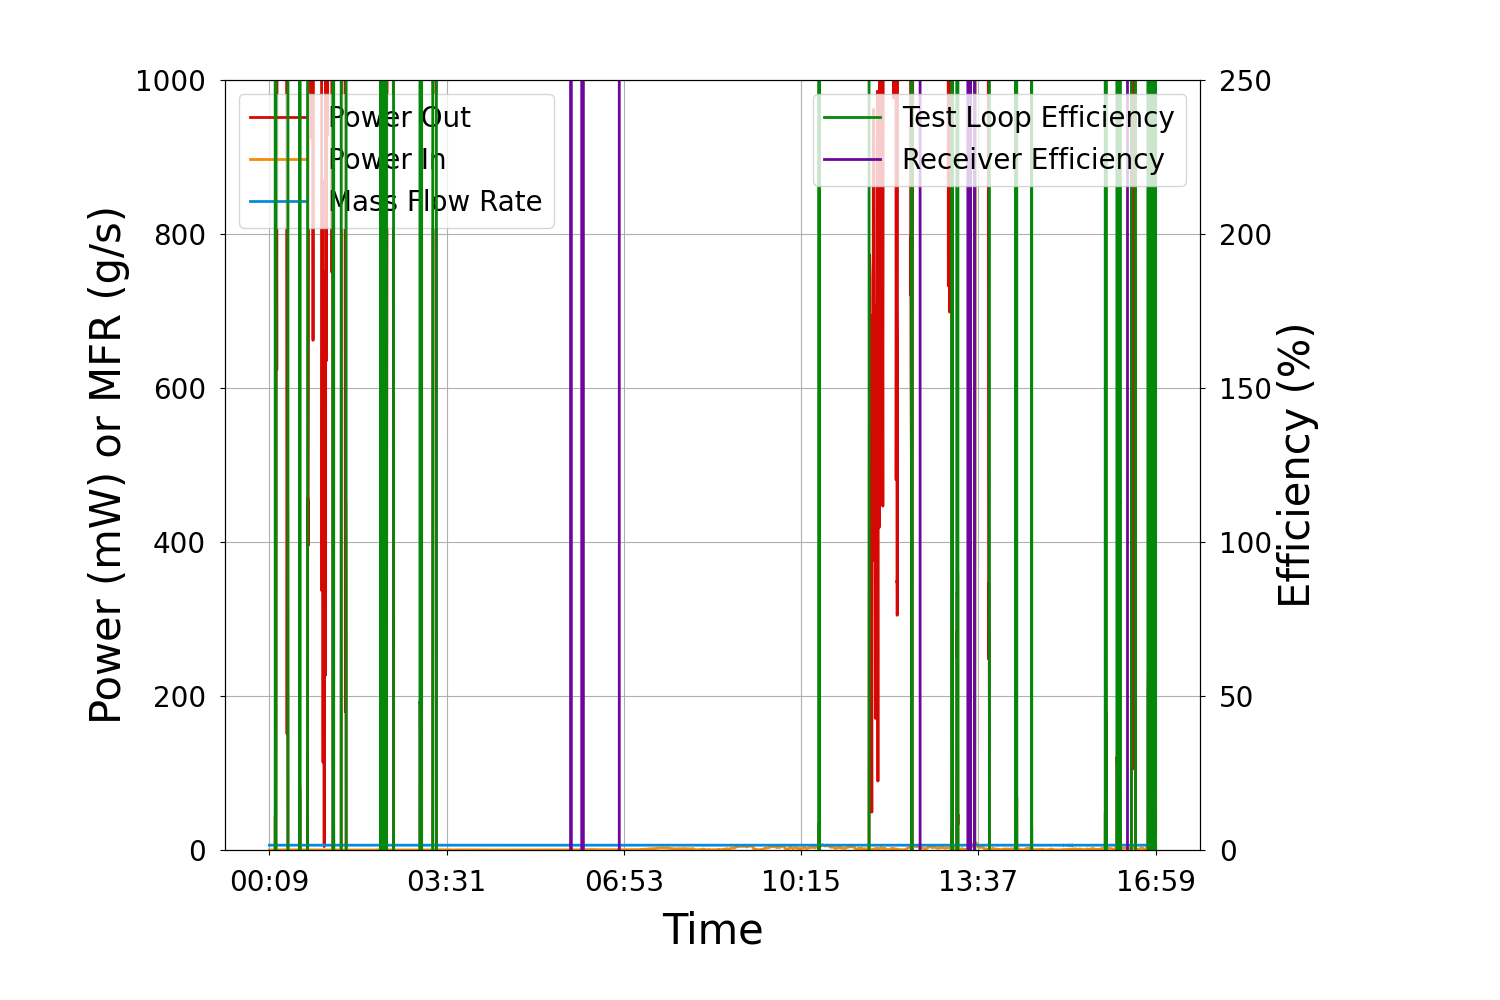 1000
800
600
400
200
0
Power (mW) or MFR (g/s)
Power Out
Power In
Mass Flow Rate
Test Loop Efficiency
Receiver Efficiency
250
200
150
100
50
0
Efficiency (%)
00:09 03:31 06:53 10:15 13:37 16:59
Time